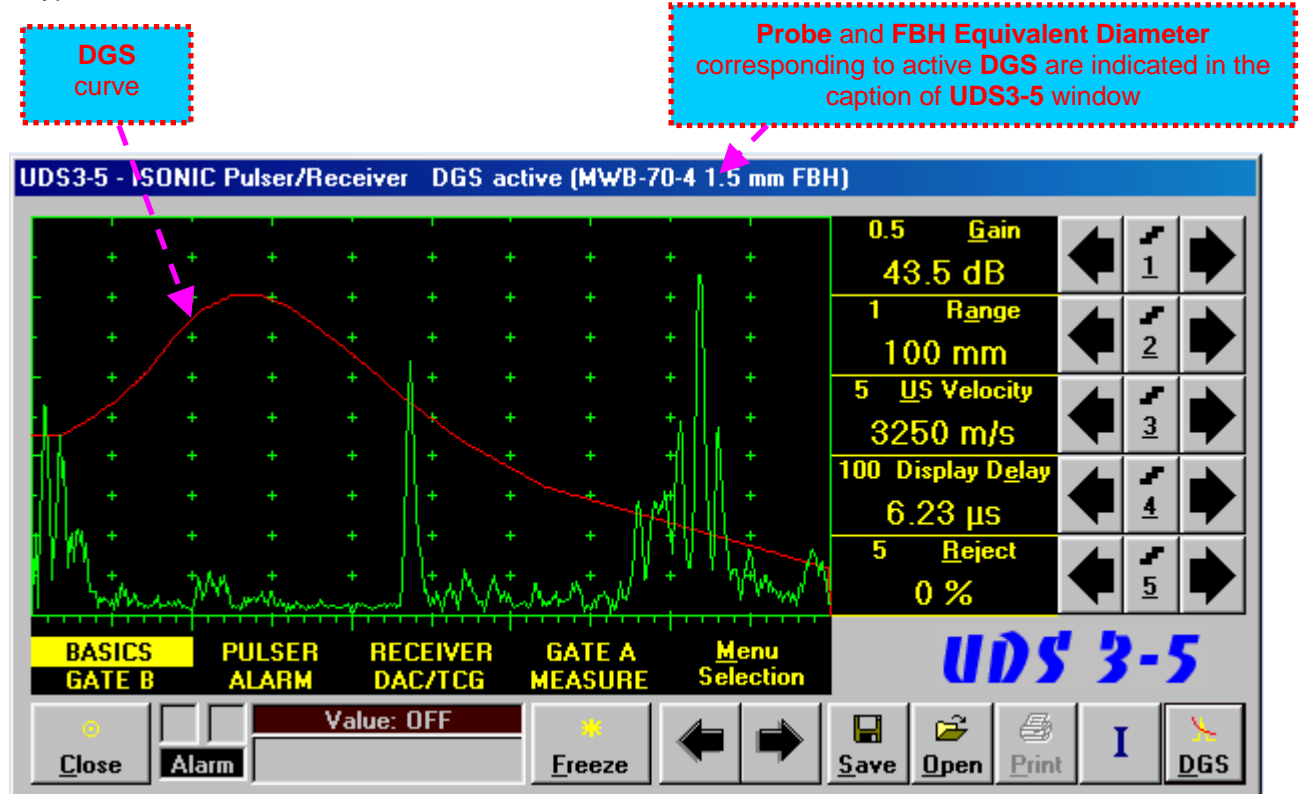 DGS
curve
Probe and FBH Equivalent Diameter
corresponding to active DGS are indicated in the
caption of UDS3-5 window
UDS3-5 - ISONIC Pulser/Receiver DGS active (MWB-70-4 1.5 mm FBH)
0.5 Gain
43.5 dB
1
1 Range
100 mm
2
5 US Velocity
3250 m/s
3
100 Display Delay
6.23 µs
4
5 Reject
0 %
5
BASICS PULSER RECEIVER GATE A Menu
GATE B ALARM DAC/TCG MEASURE Selection
UDS 3-5
Value: OFF
Close Alarm Freeze Save Open Print I DGS